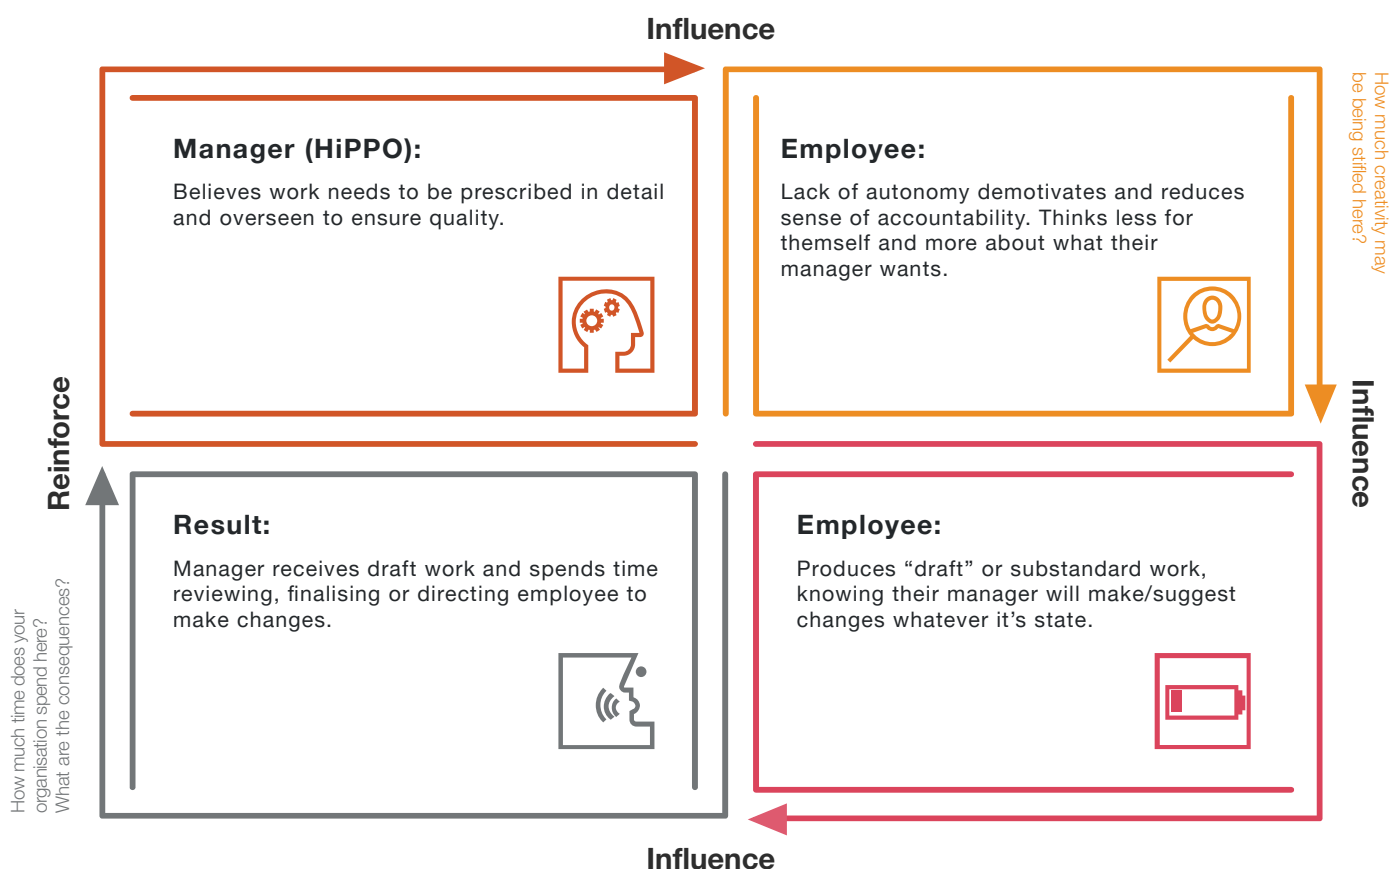 Influence
Manager (HiPPO):
Believes work needs to be prescribed in detail
and overseen to ensure quality.
Employee:
Lack of autonomy demotivates and reduces
sense of accountability. Thinks less for
themself and more about what their
manager wants.
How much creativity may
be being stifled here?
Influence
Employee:
Produces “draft” or substandard work,
knowing their manager will make/suggest
changes whatever it’s state.
Influence
Result:
Manager receives draft work and spends time
reviewing, finalising or directing employee to
make changes.
Reinforce
How much time does your
organisation spend here?
What are the consequences?